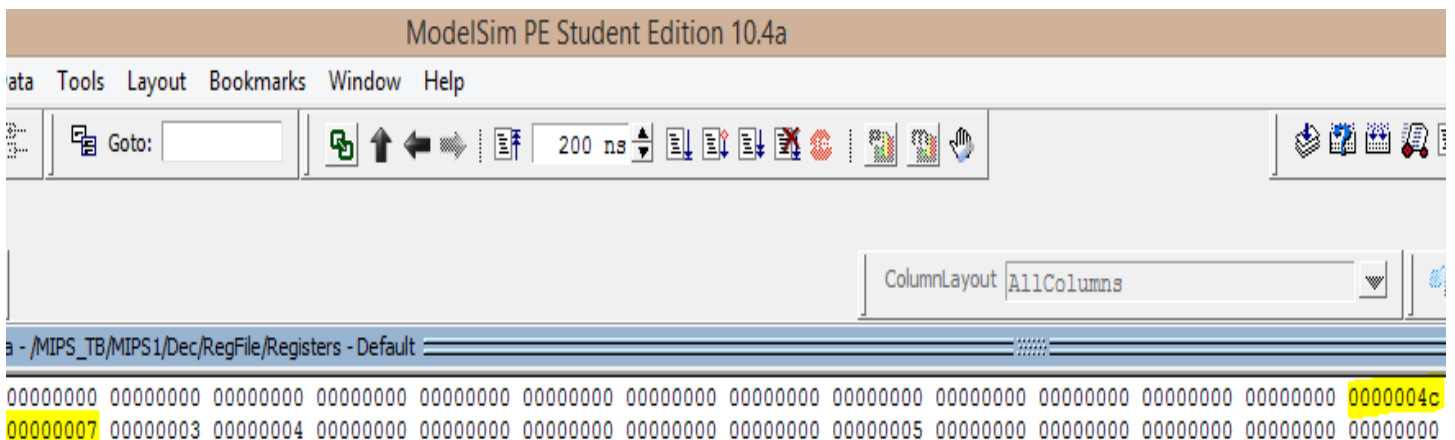 ModelSim PE Student Edition 10.4a
ata Tools Layout Bookmarks Window Help
Goto: 200 ns
ColumnLayout AllColumns
a - /MIPS_TB/MIPS1/Dec/RegFile/Registers - Default
00000000 00000000 00000000 00000000 00000000 00000000 00000000 00000000 00000000 00000000 00000000 00000000 00000000 0000004c
00000007 00000003 00000004 00000000 00000000 00000000 00000000 00000000 00000005 00000000 00000000 00000000 00000000 00000000